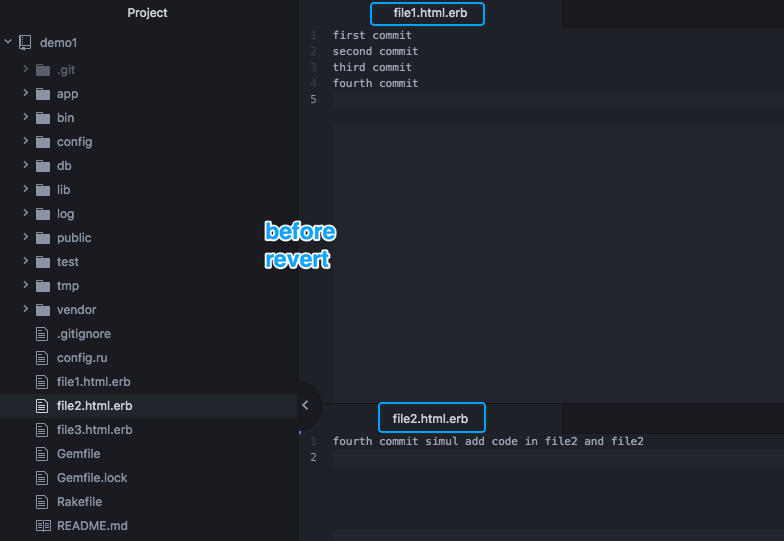 Project
demo1
.git
app
bin
config
db
lib
log
public
test
tmp
vendor
.gitignore
config.ru
file1.html.erb
file2.html.erb
file3.html.erb
Gemfile
Gemfile.lock
Rakefile
README.md
before
revert
file1.html.erb
1 first commit
2 second commit
3 third commit
4 fourth commit
5
file2.html.erb
1 fourth commit simul add code in file2 and file2
2